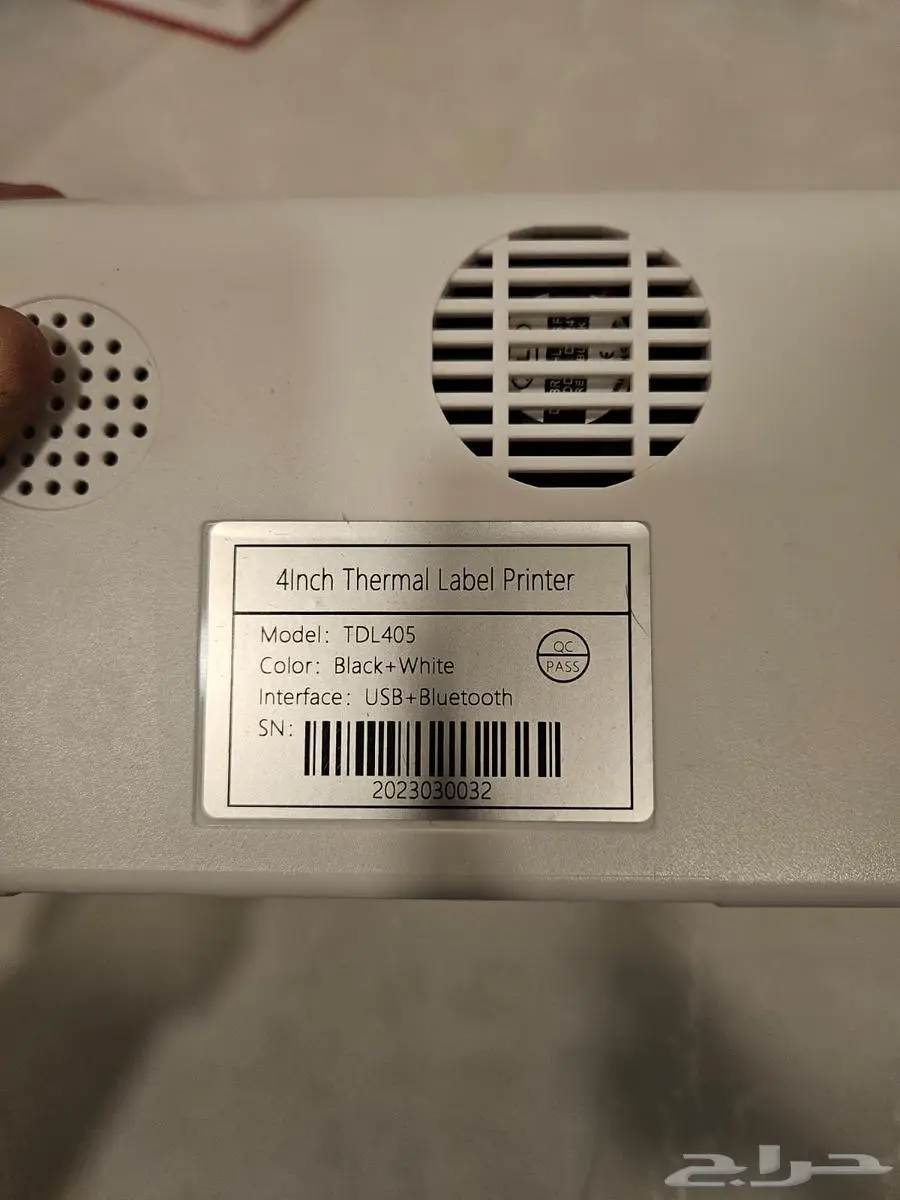 4Inch Thermal Label Printer
Model: TDL405
Color: Black+White
QC
PASS
Interface: USB+Bluetooth
SN:
2023030032
حراج